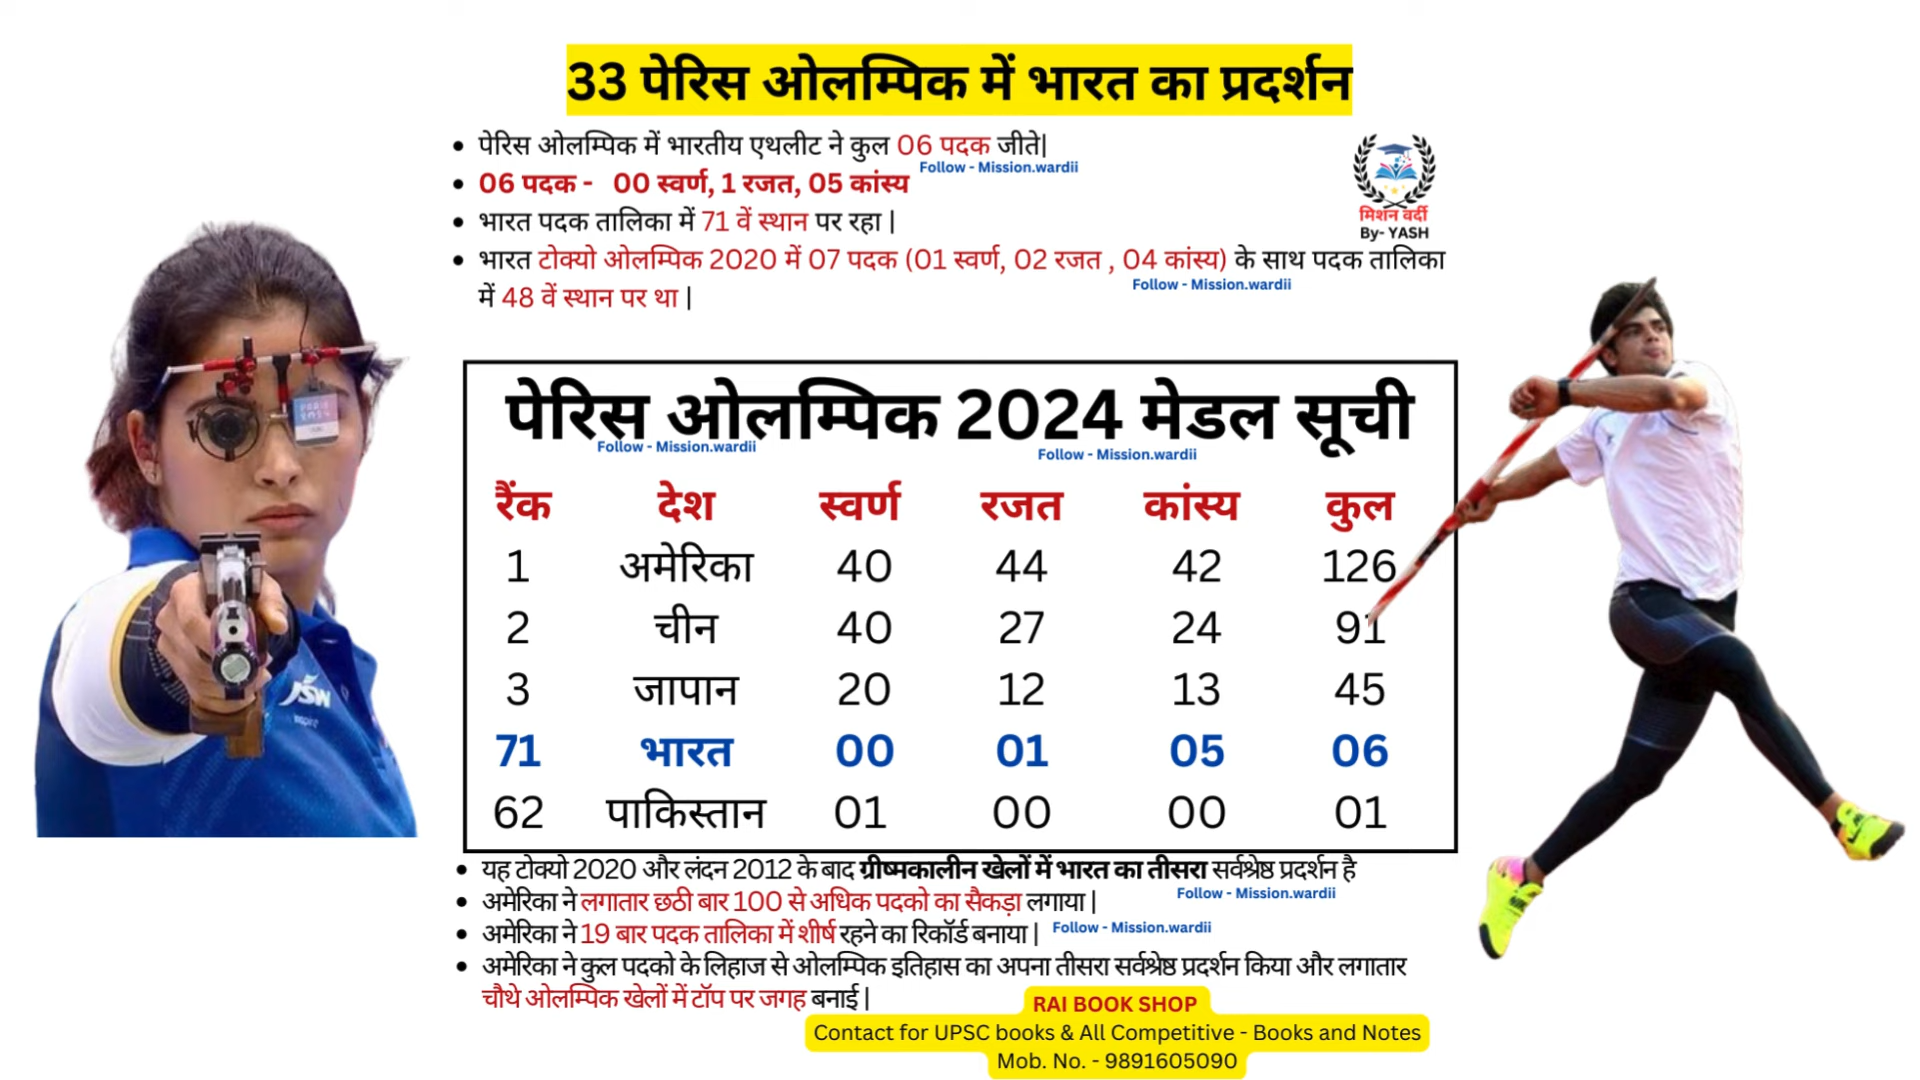 33 पेरिस ओलम्पिक में भारत का प्रदर्शन
पेरिस ओलम्पिक में भारतीय एथलीट ने कुल 06 पदक जीते|
Follow - Mission.wardii
06 पदक - 00 स्वर्ण, 1 रजत, 05 कांस्य
भारत पदक तालिका में 71 वें स्थान पर रहा |
मिशन वर्दी
By- YASH
भारत टोक्यो ओलम्पिक 2020 में 07 पदक (01 स्वर्ण, 02 रजत , 04 कांस्य) के साथ पदक तालिका
Follow - Mission.wardii
में 48 वें स्थान पर था |
पेरिस ओलम्पिक 2024 मेडल सूची
Follow - Mission.wardii
Follow - Mission.wardii
रैंक देश स्वर्ण रजत कांस्य कुल
1 अमेरिका 40 44 42 126
2 चीन 40 27 24 91
3 जापान 20 12 13 45
71 भारत 00 01 05 06
62 पाकिस्तान 01 00 00 01
PARIS
2024
JSW
यह टोक्यो 2020 और लंदन 2012 के बाद ग्रीष्मकालीन खेलों में भारत का तीसरा सर्वश्रेष्ठ प्रदर्शन है
अमेरिका ने लगातार छठी बार 100 से अधिक पदको का सैकड़ा लगाया |
Follow - Mission.wardii
अमेरिका ने 19 बार पदक तालिका में शीर्ष रहने का रिकॉर्ड बनाया |
Follow - Mission.wardii
अमेरिका ने कुल पदको के लिहाज से ओलम्पिक इतिहास का अपना तीसरा सर्वश्रेष्ठ प्रदर्शन किया और लगातार
चौथे ओलम्पिक खेलों में टॉप पर जगह बनाई |
RAI BOOK SHOP
Contact for UPSC books & All Competitive - Books and Notes
Mob. No. - 9891605090